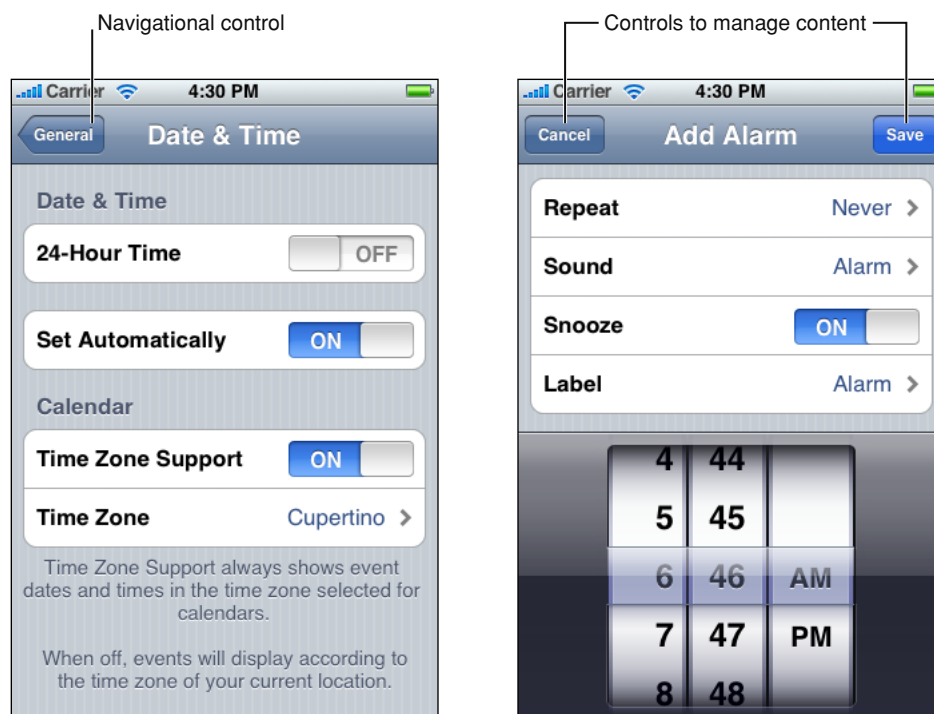 Navigational control
Controls to manage content
Carrier 4:30 PM
General Date & Time
Date & Time
24-Hour Time OFF
Set Automatically ON
Calendar
Time Zone Support ON
Time Zone Cupertino
Time Zone Support always shows event
dates and times in the time zone selected for
calendars.
When off, events will display according to
the time zone of your current location.
Carrier 4:30 PM
Cancel Add Alarm Save
Repeat Never
Sound Alarm
Snooze ON
Label Alarm
4 44
5 45
6 46 AM
7 47 PM
8 48